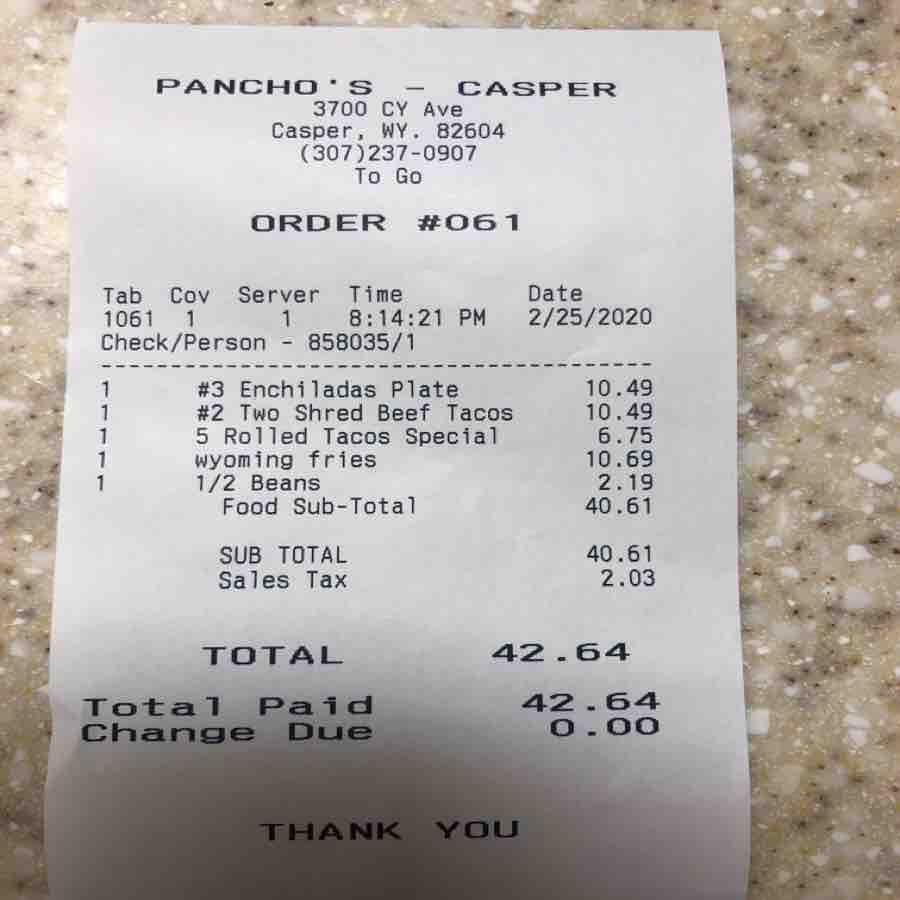 PANCHO'S - CASPER
3700 CY Ave
Casper, WY. 82604
(307)237-0907
To Go
ORDER #061
Tab Cov Server Time Date
1061 1 1 8:14:21 PM 2/25/2020
Check/Person - 858035/1
----------------------------------------
1 #3 Enchiladas Plate 10.49
1 #2 Two Shred Beef Tacos 10.49
1 5 Rolled Tacos Special 6.75
1 wyoming fries 10.69
1 1/2 Beans 2.19
Food Sub-Total 40.61
SUB TOTAL 40.61
Sales Tax 2.03
TOTAL 42.64
Total Paid 42.64
Change Due 0.00
THANK YOU